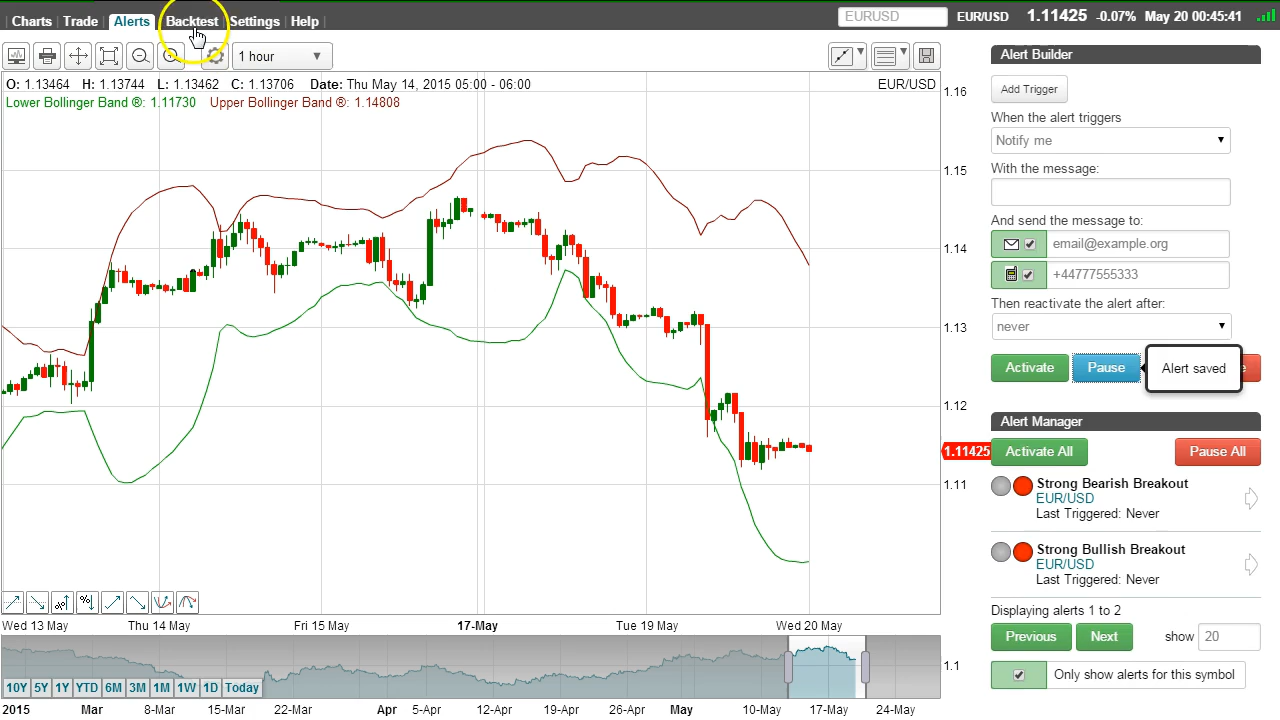 Charts | Trade | Alerts | Backtest | Settings | Help
EURUSD EUR/USD 1.11425 -0.07% May 20 00:45:41
1 hour
O: 1.13464 H: 1.13744 L: 1.13462 C: 1.13706 Date: Thu May 14, 2015 05:00 - 06:00 EUR/USD
Lower Bollinger Band ®: 1.11730 Upper Bollinger Band ®: 1.14808
1.16
1.15
1.14
1.13
1.12
1.11425
1.11
Wed 13 May Thu 14 May Fri 15 May 17-May Tue 19 May Wed 20 May
1.1
10Y 5Y 1Y YTD 6M 3M 1M 1W 1D Today
2015 Mar 8-Mar 15-Mar 22-Mar Apr 5-Apr 12-Apr 19-Apr 26-Apr May 10-May 17-May 24-May
Alert Builder
Add Trigger
When the alert triggers
Notify me
With the message:
And send the message to:
email@example.org
+44777555333
Then reactivate the alert after:
never
Activate Pause Alert saved e
Alert Manager
Activate All Pause All
Strong Bearish Breakout
EUR/USD
Last Triggered: Never
Strong Bullish Breakout
EUR/USD
Last Triggered: Never
Displaying alerts 1 to 2
Previous Next show 20
Only show alerts for this symbol